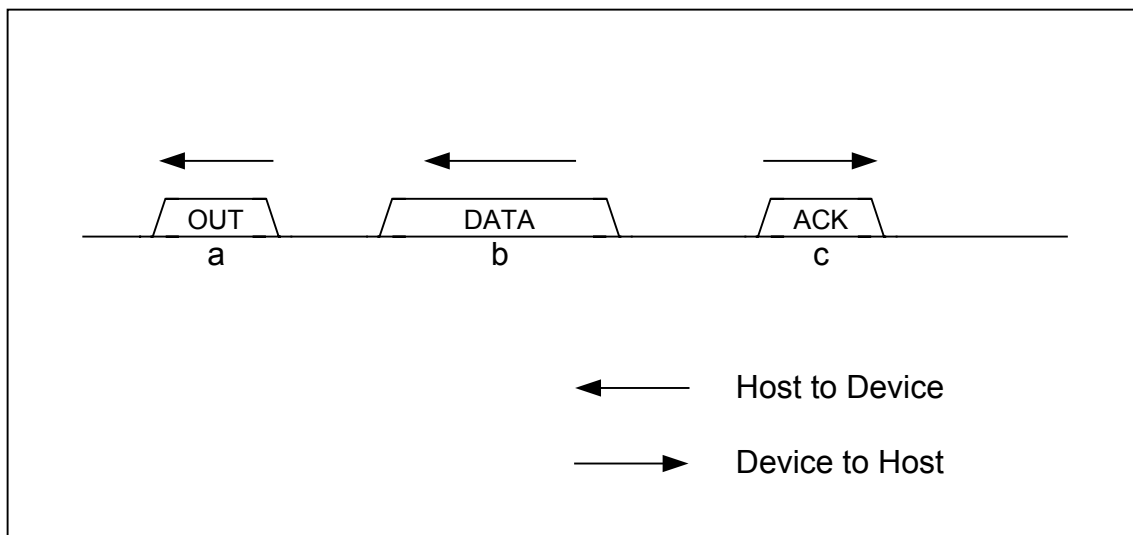 OUT DATA ACK
a b c
Host to Device
Device to Host